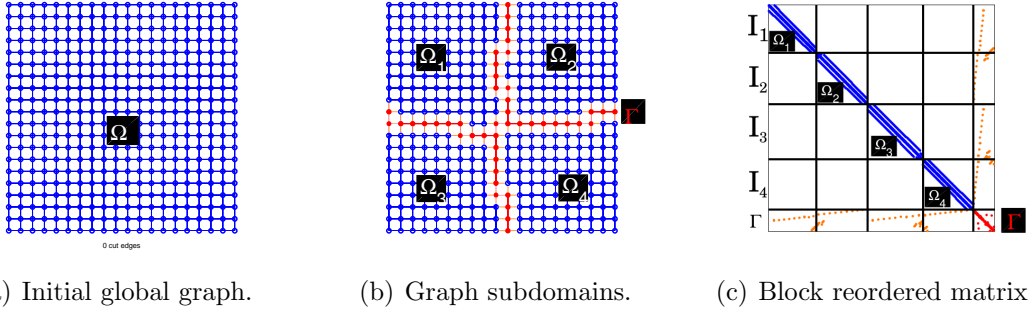 Ω
0 cut edges
) Initial global graph.
Ω1
Ω2
Γ
Ω3
Ω4
(b) Graph subdomains.
I1
Ω1
I2
Ω2
I3
Ω3
I4
Ω4
Γ
Γ
(c) Block reordered matrix